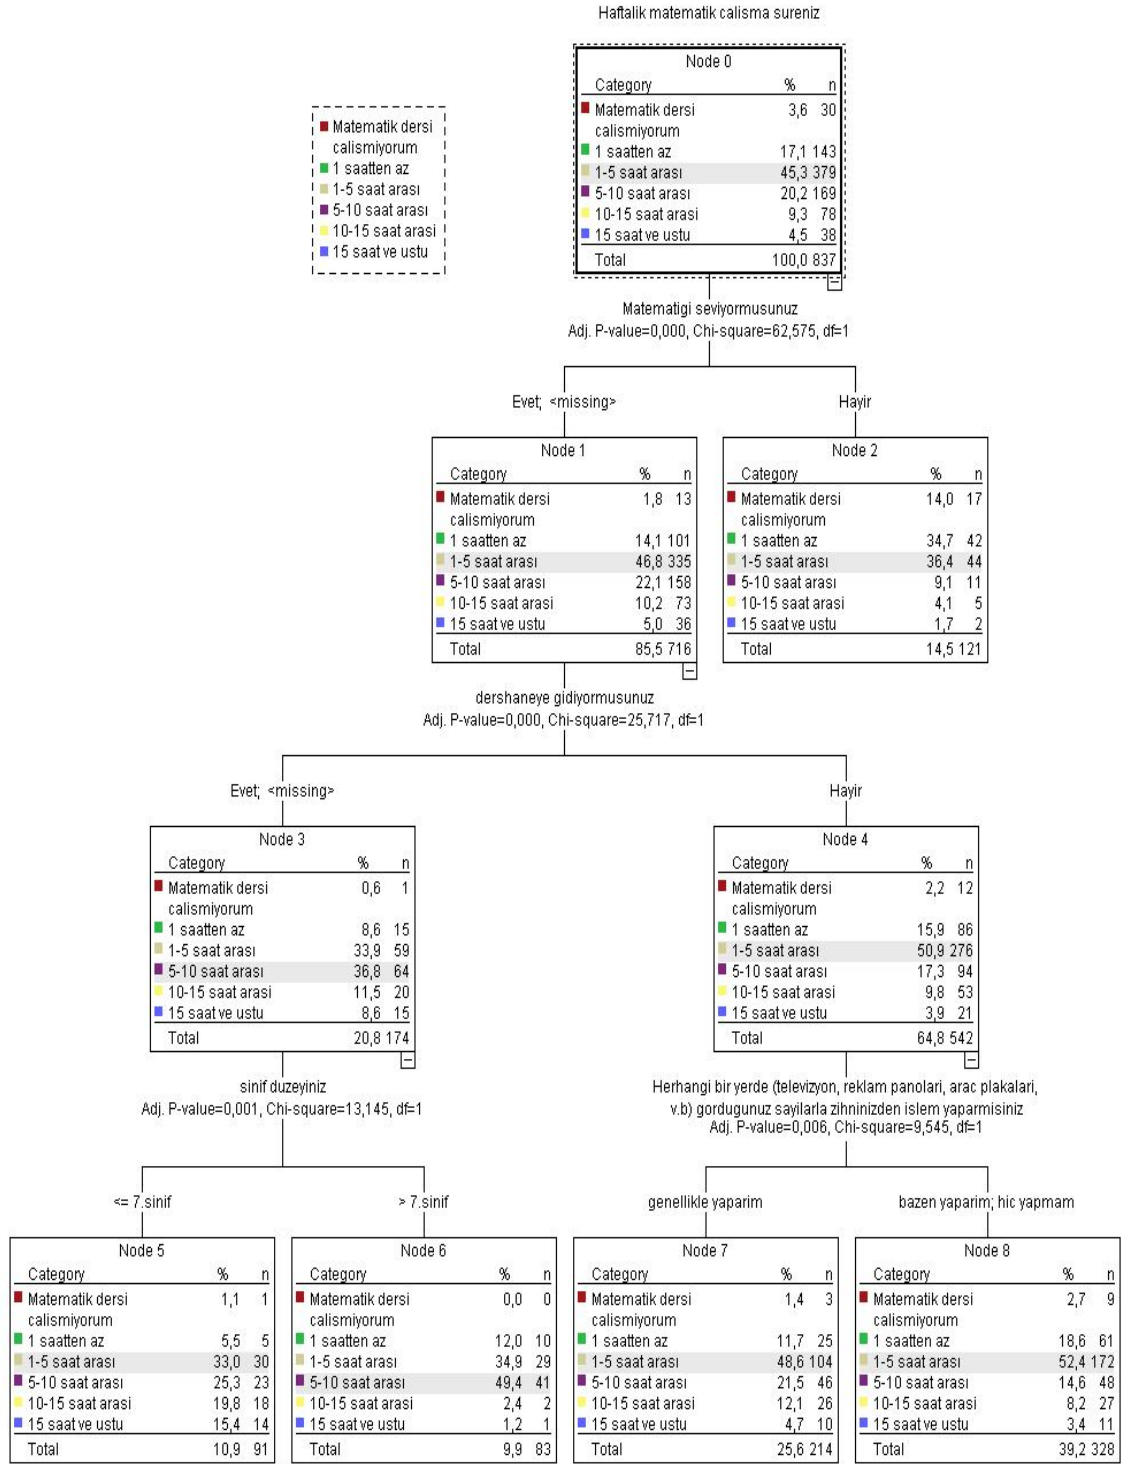 Haftalik matematik calisma sureniz
Matematik dersi
calismiyorum
1 saatten az
1-5 saat arası
5-10 saat arası
10-15 saat arasi
15 saat ve ustu
Node 0
Category % n
Matematik dersi 3,6 30
calismiyorum
1 saatten az 17,1 143
1-5 saat arası 45,3 379
5-10 saat arası 20,2 169
10-15 saat arasi 9,3 78
15 saat ve ustu 4,5 38
Total 100,0 837
Matematigi seviyormusunuz
Adj. P-value=0,000, Chi-square=62,575, df=1
Evet; <missing>
Hayir
Node 1
Category % n
Matematik dersi 1,8 13
calismiyorum
1 saatten az 14,1 101
1-5 saat arası 46,8 335
5-10 saat arası 22,1 158
10-15 saat arasi 10,2 73
15 saat ve ustu 5,0 36
Total 85,5 716
Node 2
Category % n
Matematik dersi 14,0 17
calismiyorum
1 saatten az 34,7 42
1-5 saat arası 36,4 44
5-10 saat arası 9,1 11
10-15 saat arasi 4,1 5
15 saat ve ustu 1,7 2
Total 14,5 121
dershaneye gidiyormusunuz
Adj. P-value=0,000, Chi-square=25,717, df=1
Evet; <missing>
Hayir
Node 3
Category % n
Matematik dersi 0,6 1
calismiyorum
1 saatten az 8,6 15
1-5 saat arası 33,9 59
5-10 saat arası 36,8 64
10-15 saat arasi 11,5 20
15 saat ve ustu 8,6 15
Total 20,8 174
Node 4
Category % n
Matematik dersi 2,2 12
calismiyorum
1 saatten az 15,9 86
1-5 saat arası 50,9 276
5-10 saat arası 17,3 94
10-15 saat arasi 9,8 53
15 saat ve ustu 3,9 21
Total 64,8 542
sinif duzeyiniz
Adj. P-value=0,001, Chi-square=13,145, df=1
Herhangi bir yerde (televizyon, reklam panolari, arac plakalari,
v.b) gordugunuz sayilarla zihninizden islem yaparmisiniz
Adj. P-value=0,006, Chi-square=9,545, df=1
<= 7.sinif
> 7.sinif
genellikle yaparim
bazen yaparim; hic yapmam
Node 5
Category % n
Matematik dersi 1,1 1
calismiyorum
1 saatten az 5,5 5
1-5 saat arası 33,0 30
5-10 saat arası 25,3 23
10-15 saat arasi 19,8 18
15 saat ve ustu 15,4 14
Total 10,9 91
Node 6
Category % n
Matematik dersi 0,0 0
calismiyorum
1 saatten az 12,0 10
1-5 saat arası 34,9 29
5-10 saat arası 49,4 41
10-15 saat arasi 2,4 2
15 saat ve ustu 1,2 1
Total 9,9 83
Node 7
Category % n
Matematik dersi 1,4 3
calismiyorum
1 saatten az 11,7 25
1-5 saat arası 48,6 104
5-10 saat arası 21,5 46
10-15 saat arasi 12,1 26
15 saat ve ustu 4,7 10
Total 25,6 214
Node 8
Category % n
Matematik dersi 2,7 9
calismiyorum
1 saatten az 18,6 61
1-5 saat arası 52,4 172
5-10 saat arası 14,6 48
10-15 saat arasi 8,2 27
15 saat ve ustu 3,4 11
Total 39,2 328